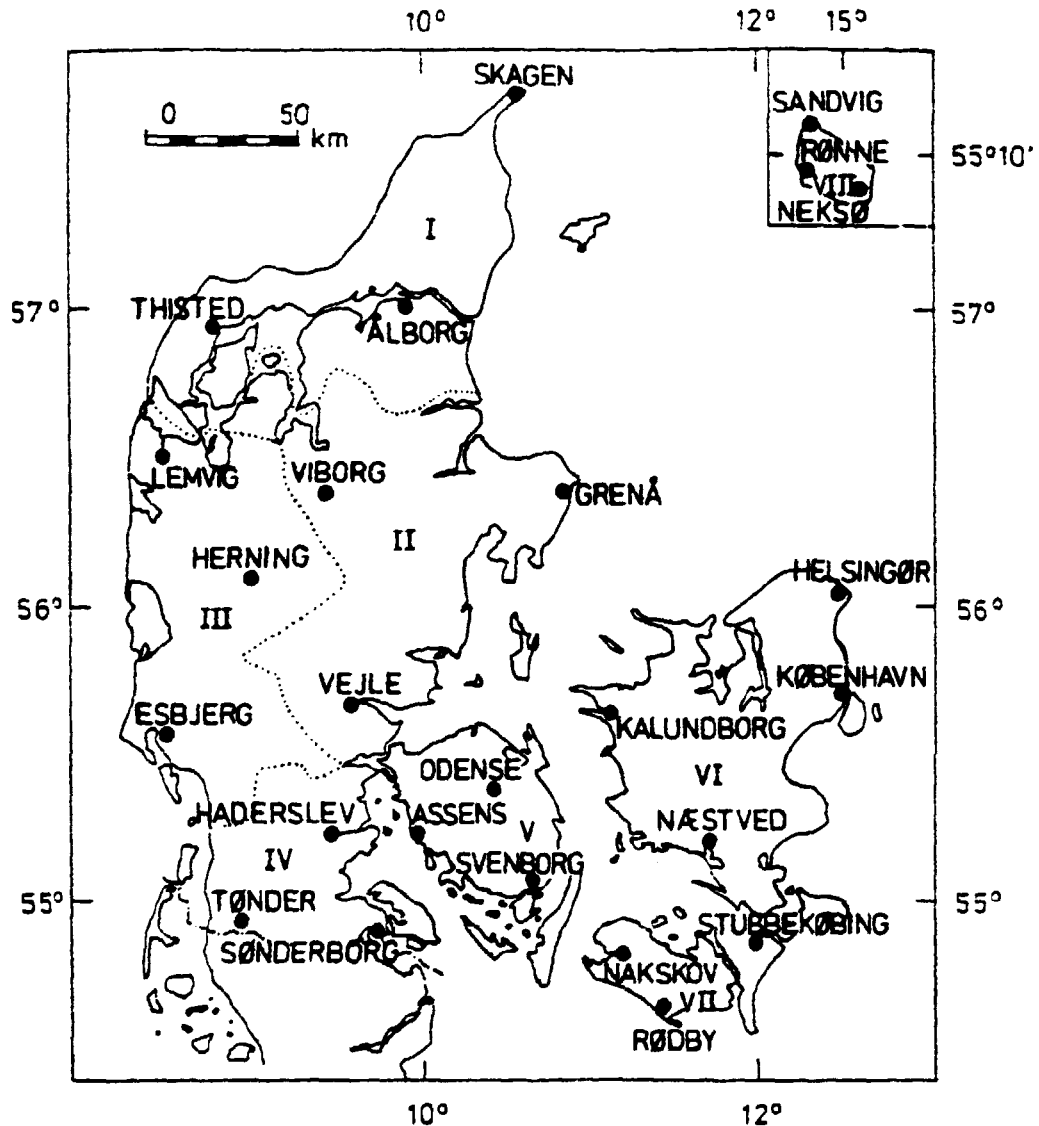 10° 12° 15°
SKAGEN
0 50
km
SANDVIG
RØNNE
55°10'
VIII
NEKSØ
I
57° THISTED 57°
ÅLBORG
LEMVIG VIBORG
GRENÅ
II
HERNING
HELSINGØR
56° 56°
III
VEJLE KØBENHAVN
ESBJERG KALUNDBORG
ODENSE VI
HADERSLEV ASSENS NÆSTVED
V
IV SVENBORG
TØNDER
55° 55°
STUBBEKØBING
SØNDERBORG
NAKSKOV
VII
RØDBY
10° 12°